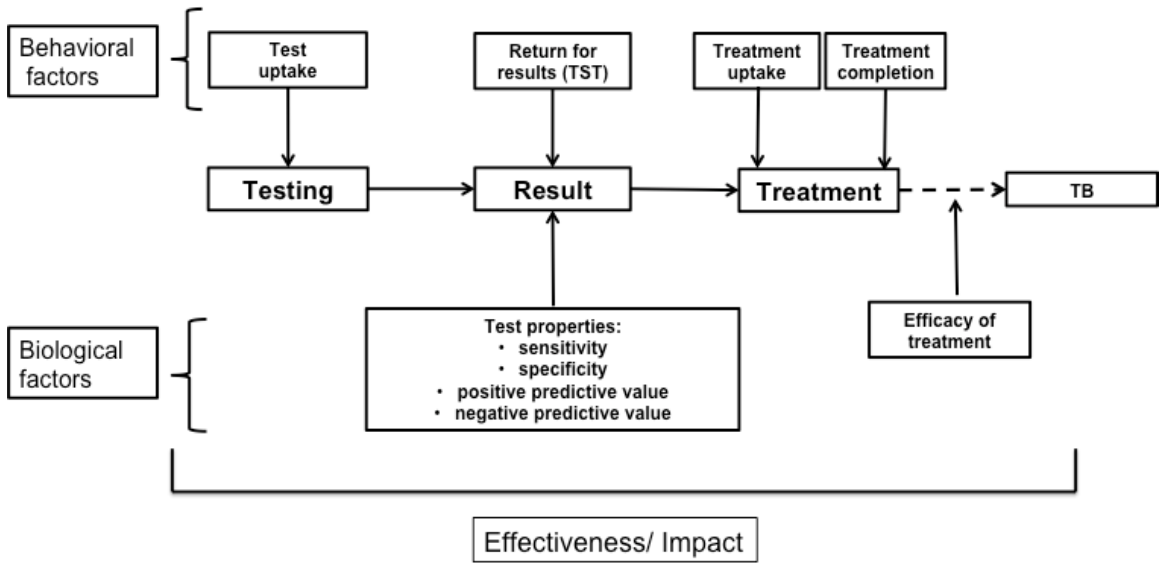 Behavioral
factors
Test
uptake
Return for
results (TST)
Treatment
uptake
Treatment
completion
Testing
Result
Treatment
TB
Biological
factors
Test properties:
• sensitivity
• specificity
• positive predictive value
• negative predictive value
Efficacy of
treatment
Effectiveness/ Impact